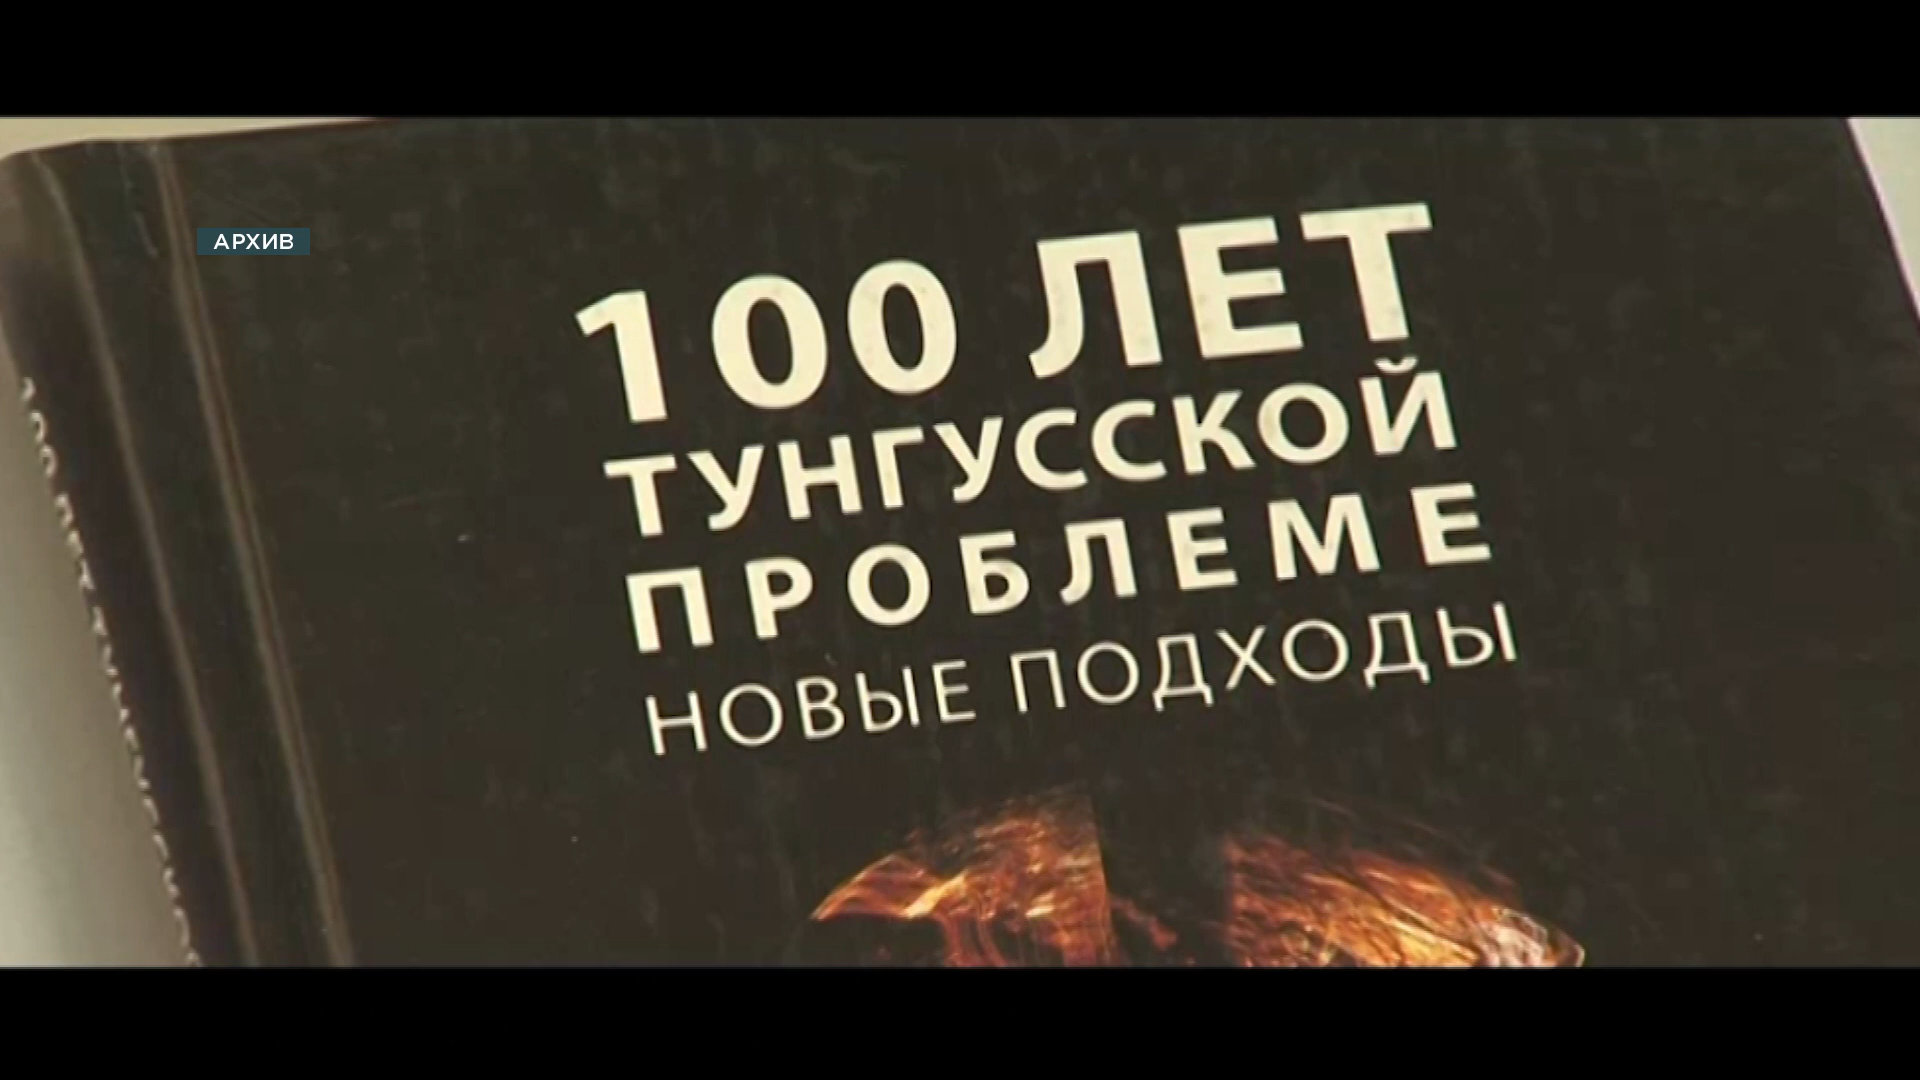 АРХИВ
100 ЛЕТ
ТУНГУССКОЙ
ПРОБЛЕМЕ
НОВЫЕ ПОДХОДЫ